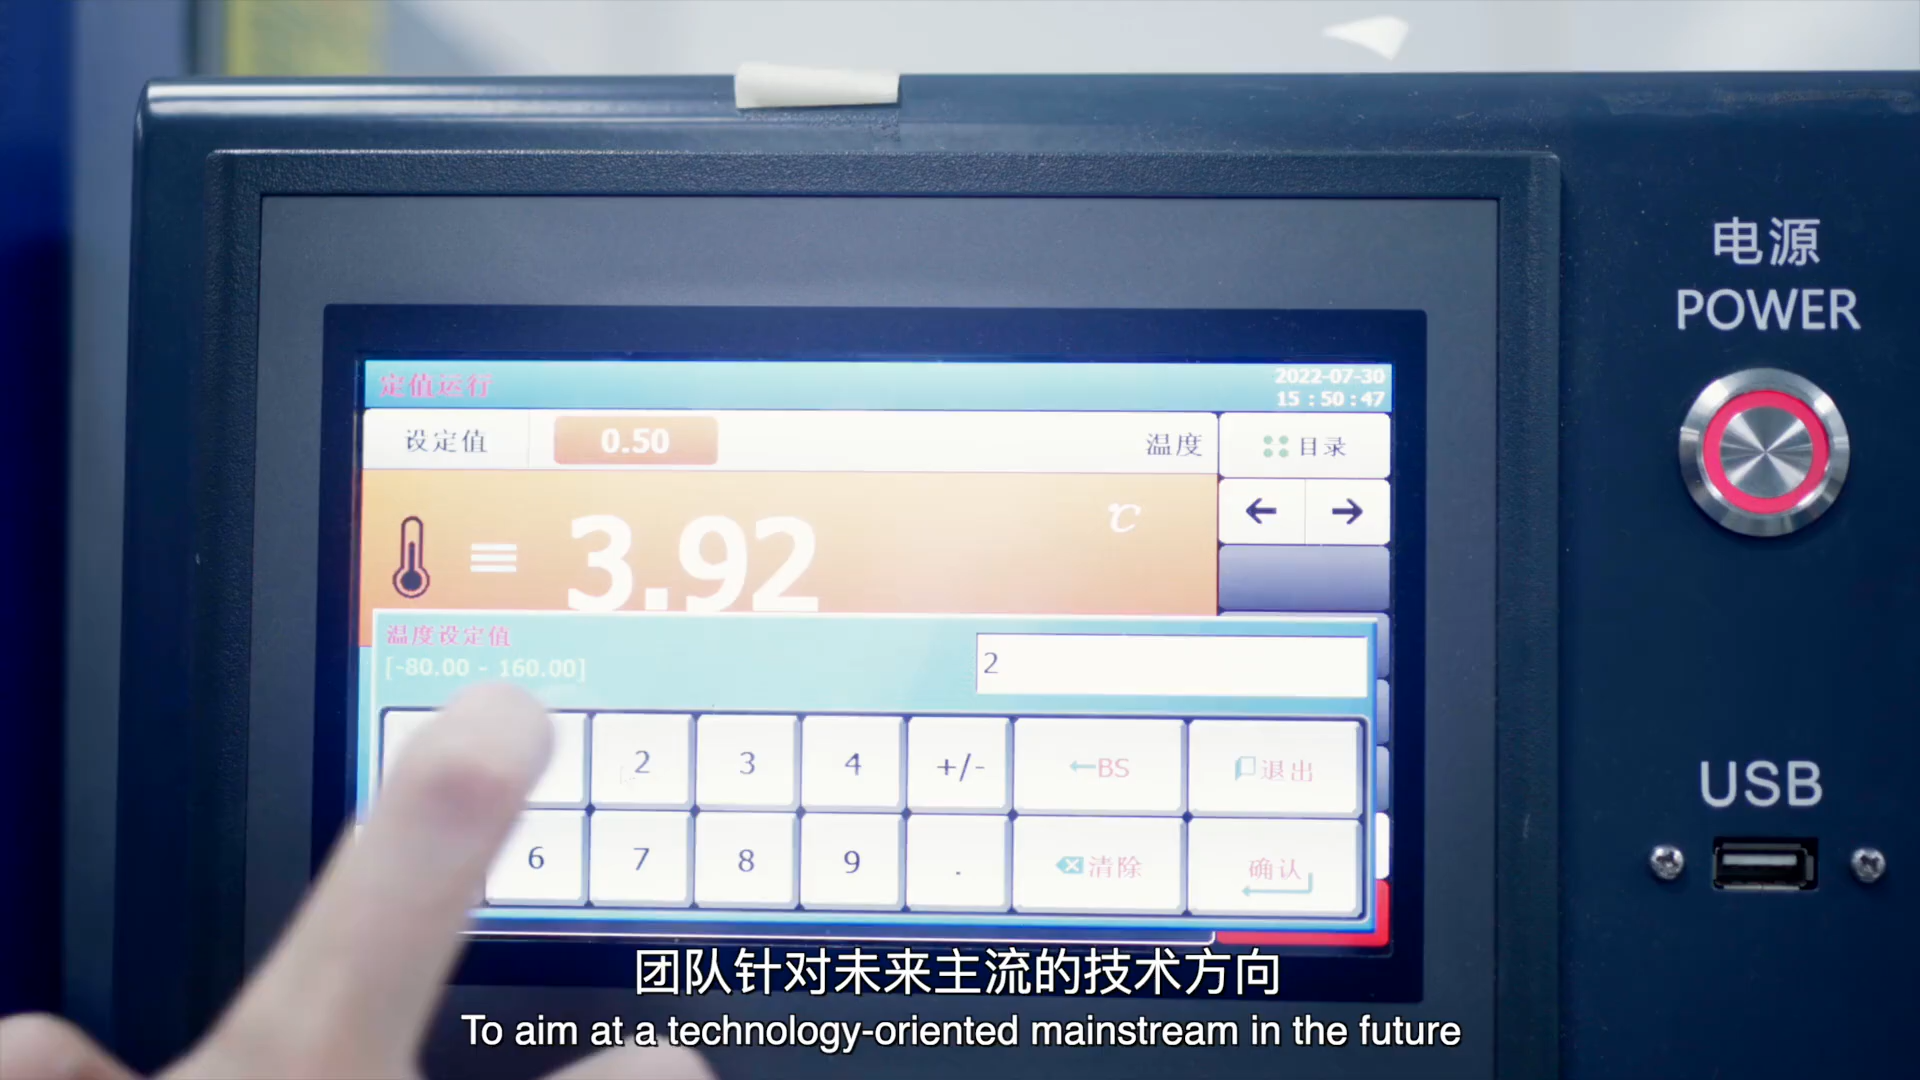 电源
POWER
定值运行
2022-07-30
15:50:47
设定值
0.50
温度
目录
← →
3.92
℃
温度设定值
[-80.00 - 160.00]
2
2 3 4 +/- ←BS 退出
6 7 8 9 . 清除 确认
USB
团队针对未来主流的技术方向
To aim at a technology-oriented mainstream in the future